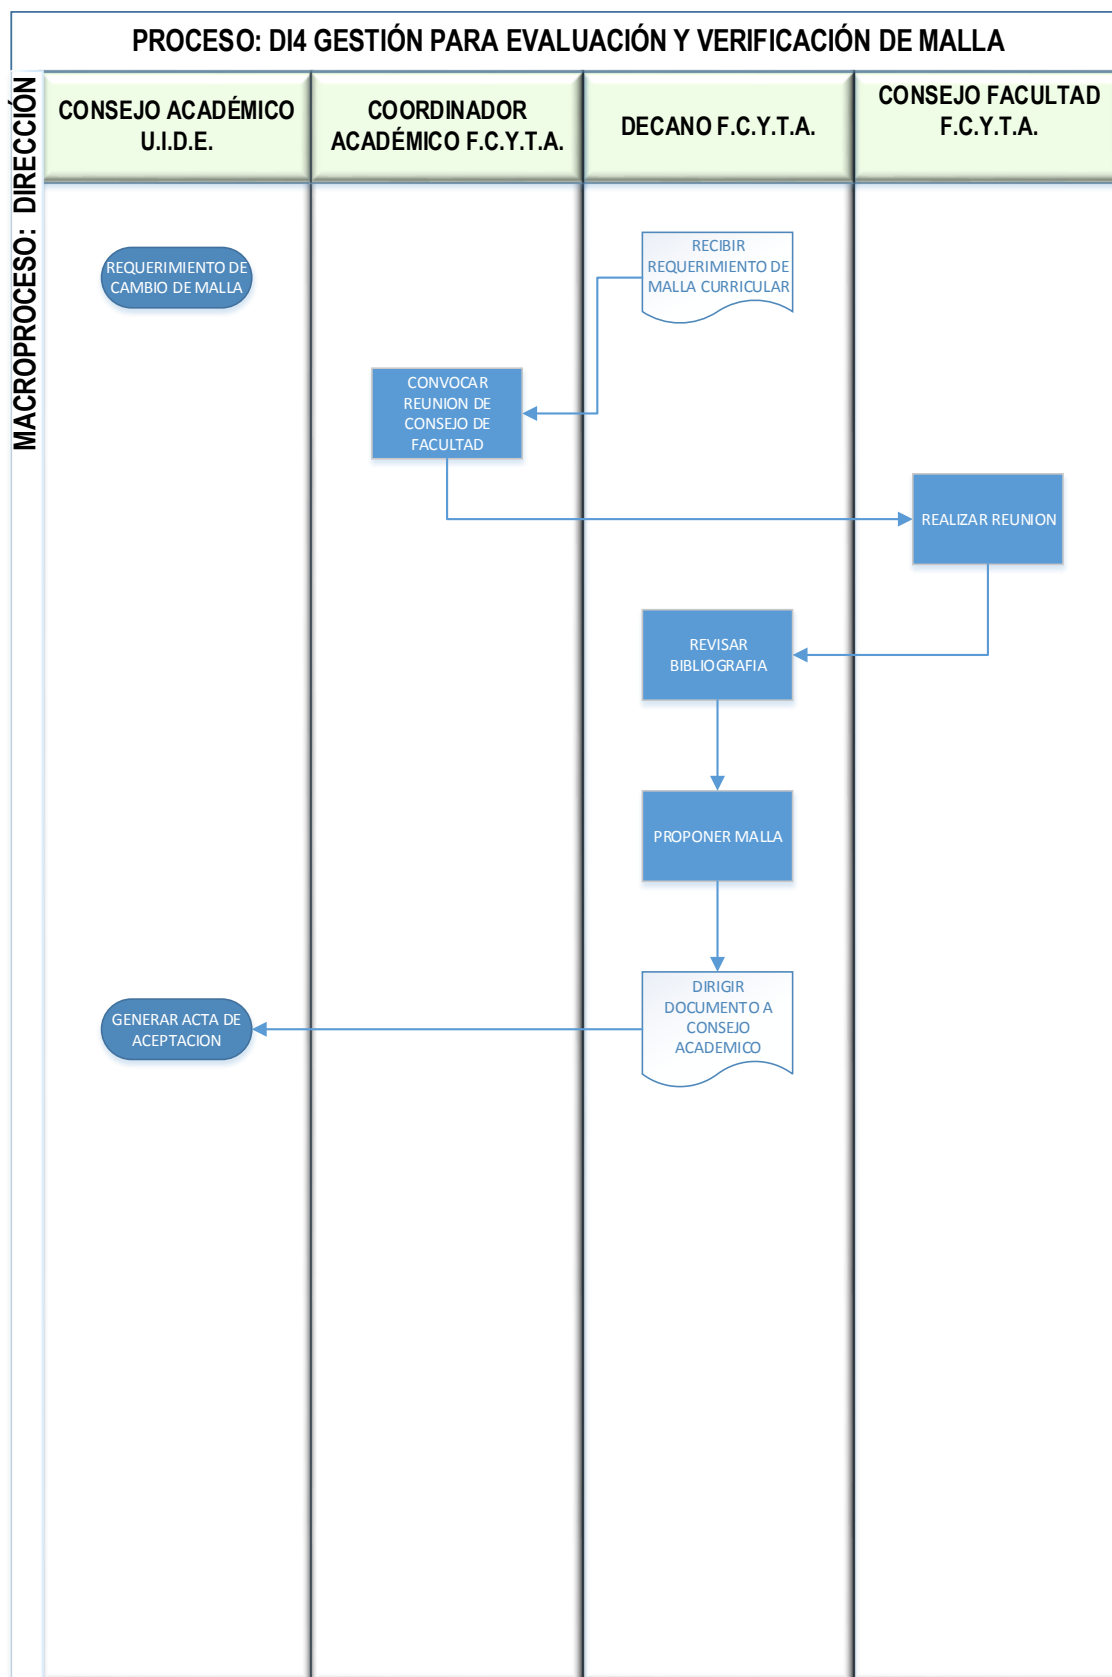 PROCESO: DI4 GESTIÓN PARA EVALUACIÓN Y VERIFICACIÓN DE MALLA
MACROPROCESO: DIRECCIÓN
CONSEJO ACADÉMICO
U.I.D.E.
COORDINADOR
ACADÉMICO F.C.Y.T.A.
DECANO F.C.Y.T.A.
CONSEJO FACULTAD
F.C.Y.T.A.
REQUERIMIENTO DE
CAMBIO DE MALLA
RECIBIR
REQUERIMIENTO DE
MALLA CURRICULAR
CONVOCAR
REUNION DE
CONSEJO DE
FACULTAD
REALIZAR REUNION
REVISAR
BIBLIOGRAFIA
PROPONER MALLA
DIRIGIR
DOCUMENTO A
CONSEJO
ACADEMICO
GENERAR ACTA DE
ACEPTACION